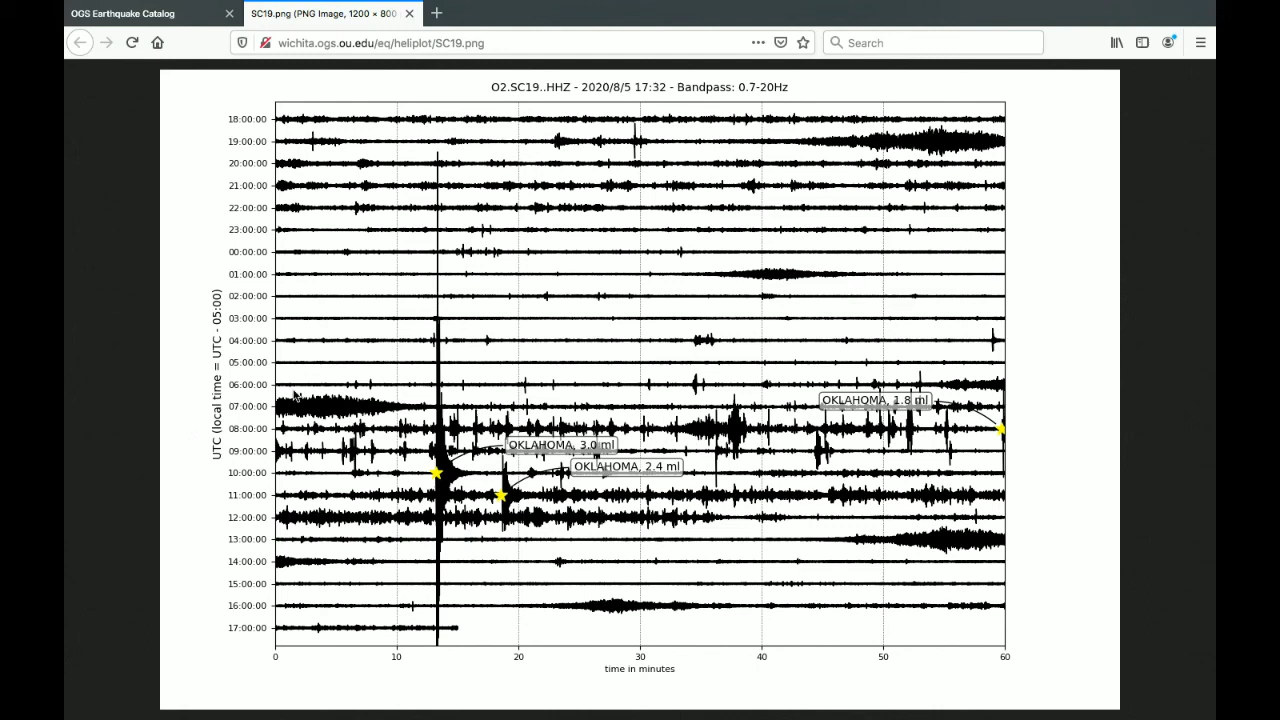 OGS Earthquake Catalog
SC19.png (PNG Image, 1200 × 800
wichita.ogs.ou.edu/eq/heliplot/SC19.png
Search
O2.SC19..HHZ - 2020/8/5 17:32 - Bandpass: 0.7-20Hz
UTC (local time = UTC - 05:00)
18:00:00
19:00:00
20:00:00
21:00:00
22:00:00
23:00:00
00:00:00
01:00:00
02:00:00
03:00:00
04:00:00
05:00:00
06:00:00
07:00:00
OKLAHOMA, 1.8 ml
08:00:00
OKLAHOMA, 3.0 ml
09:00:00
OKLAHOMA, 2.4 ml
10:00:00
11:00:00
12:00:00
13:00:00
14:00:00
15:00:00
16:00:00
17:00:00
0 10 20 30 40 50 60
time in minutes